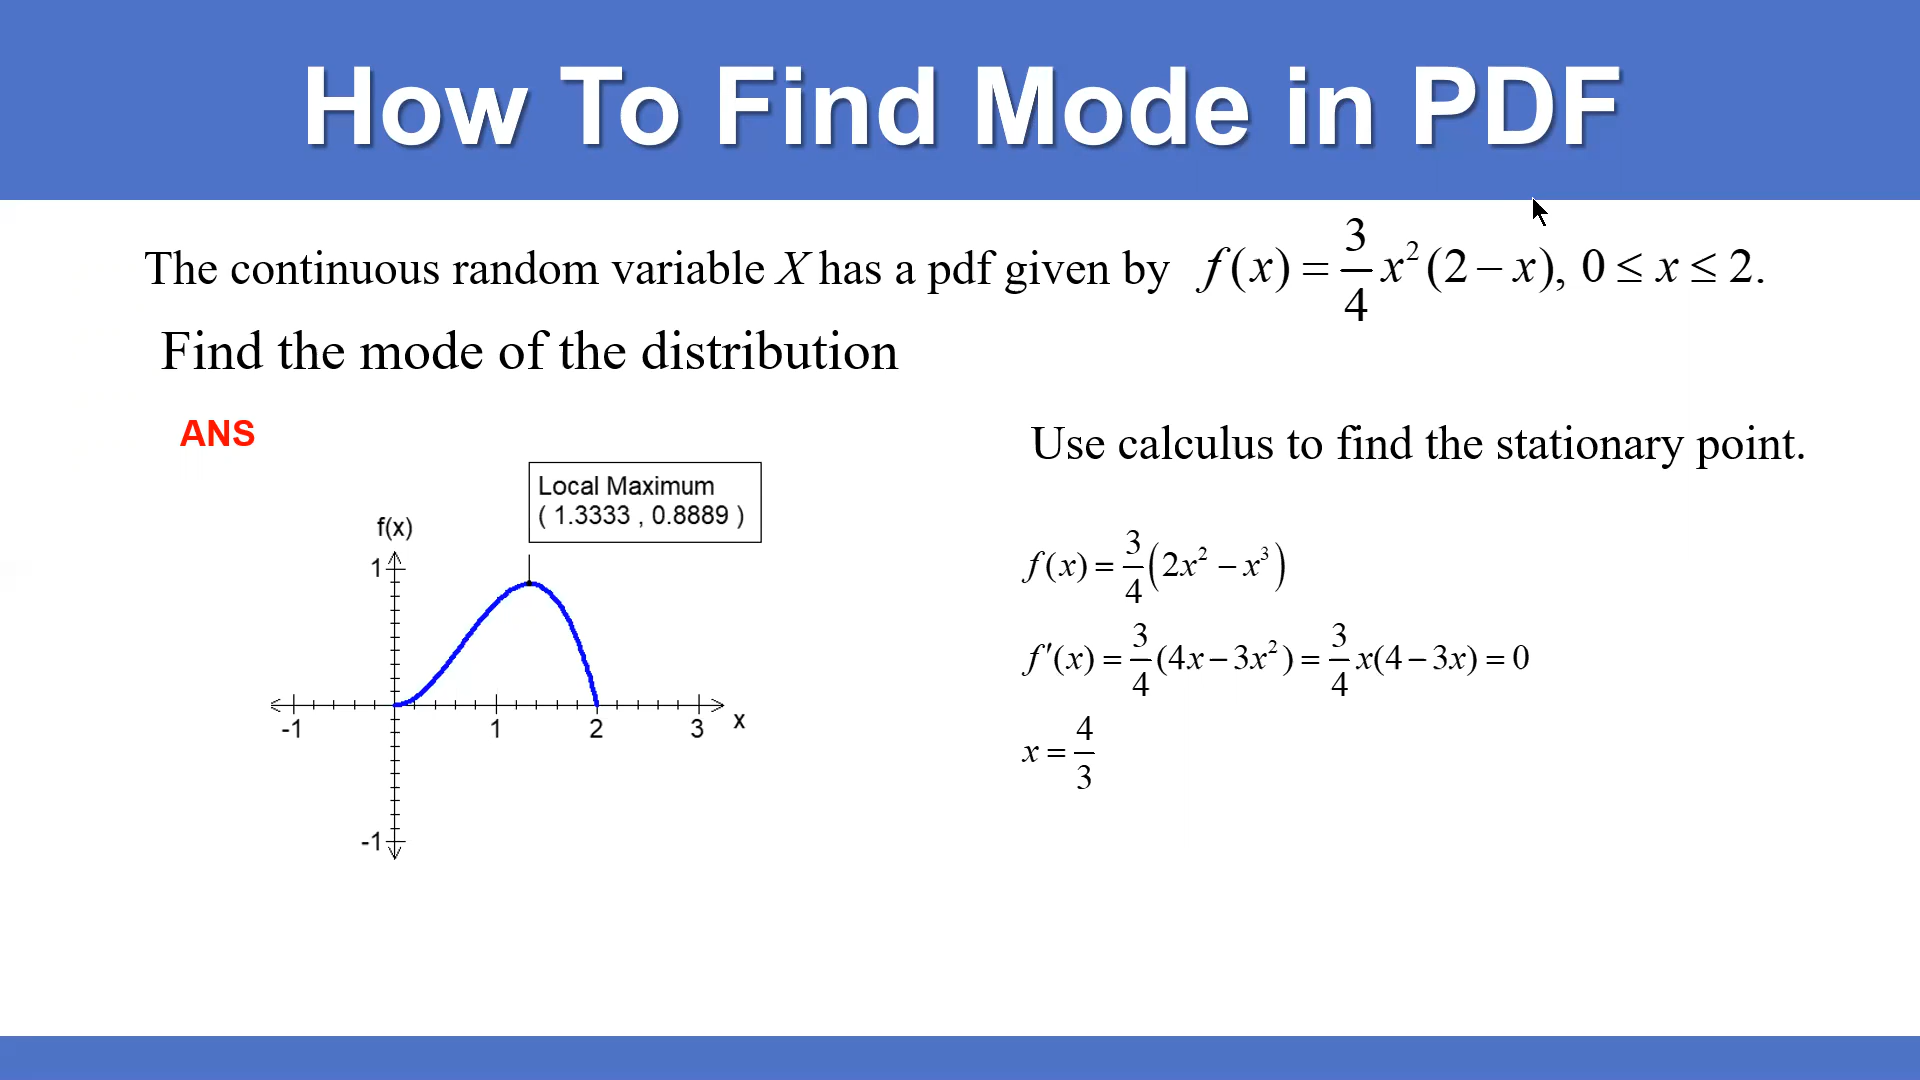 How To Find Mode in PDF
The continuous random variable X has a pdf given by f(x) = 3/4 x²(2 − x), 0 ≤ x ≤ 2.
Find the mode of the distribution
ANS
Use calculus to find the stationary point.
Local Maximum
( 1.3333 , 0.8889 )
f(x)
1
-1 1 2 3 x
-1
f(x) = 3/4 (2x² − x³)
f′(x) = 3/4 (4x − 3x²) = 3/4 x(4 − 3x) = 0
x = 4/3